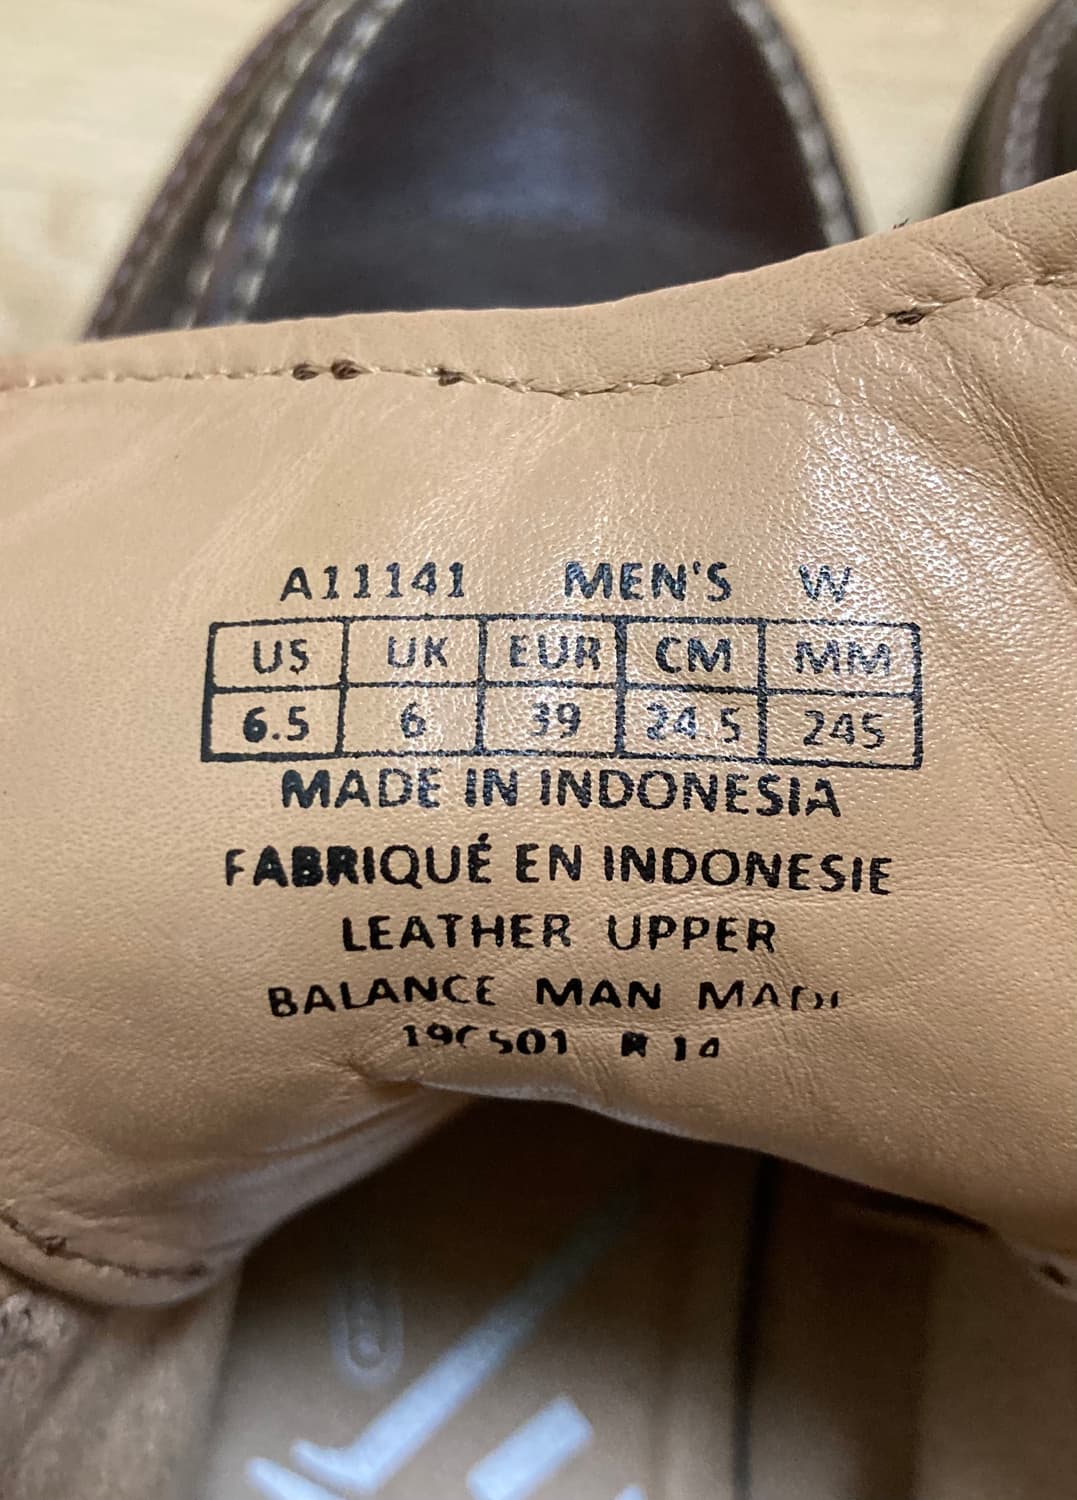 A11141 MEN'S W
US UK EUR CM MM
6.5 6 39 24.5 245
MADE IN INDONESIA
FABRIQUÉ EN INDONESIE
LEATHER UPPER
BALANCE MAN